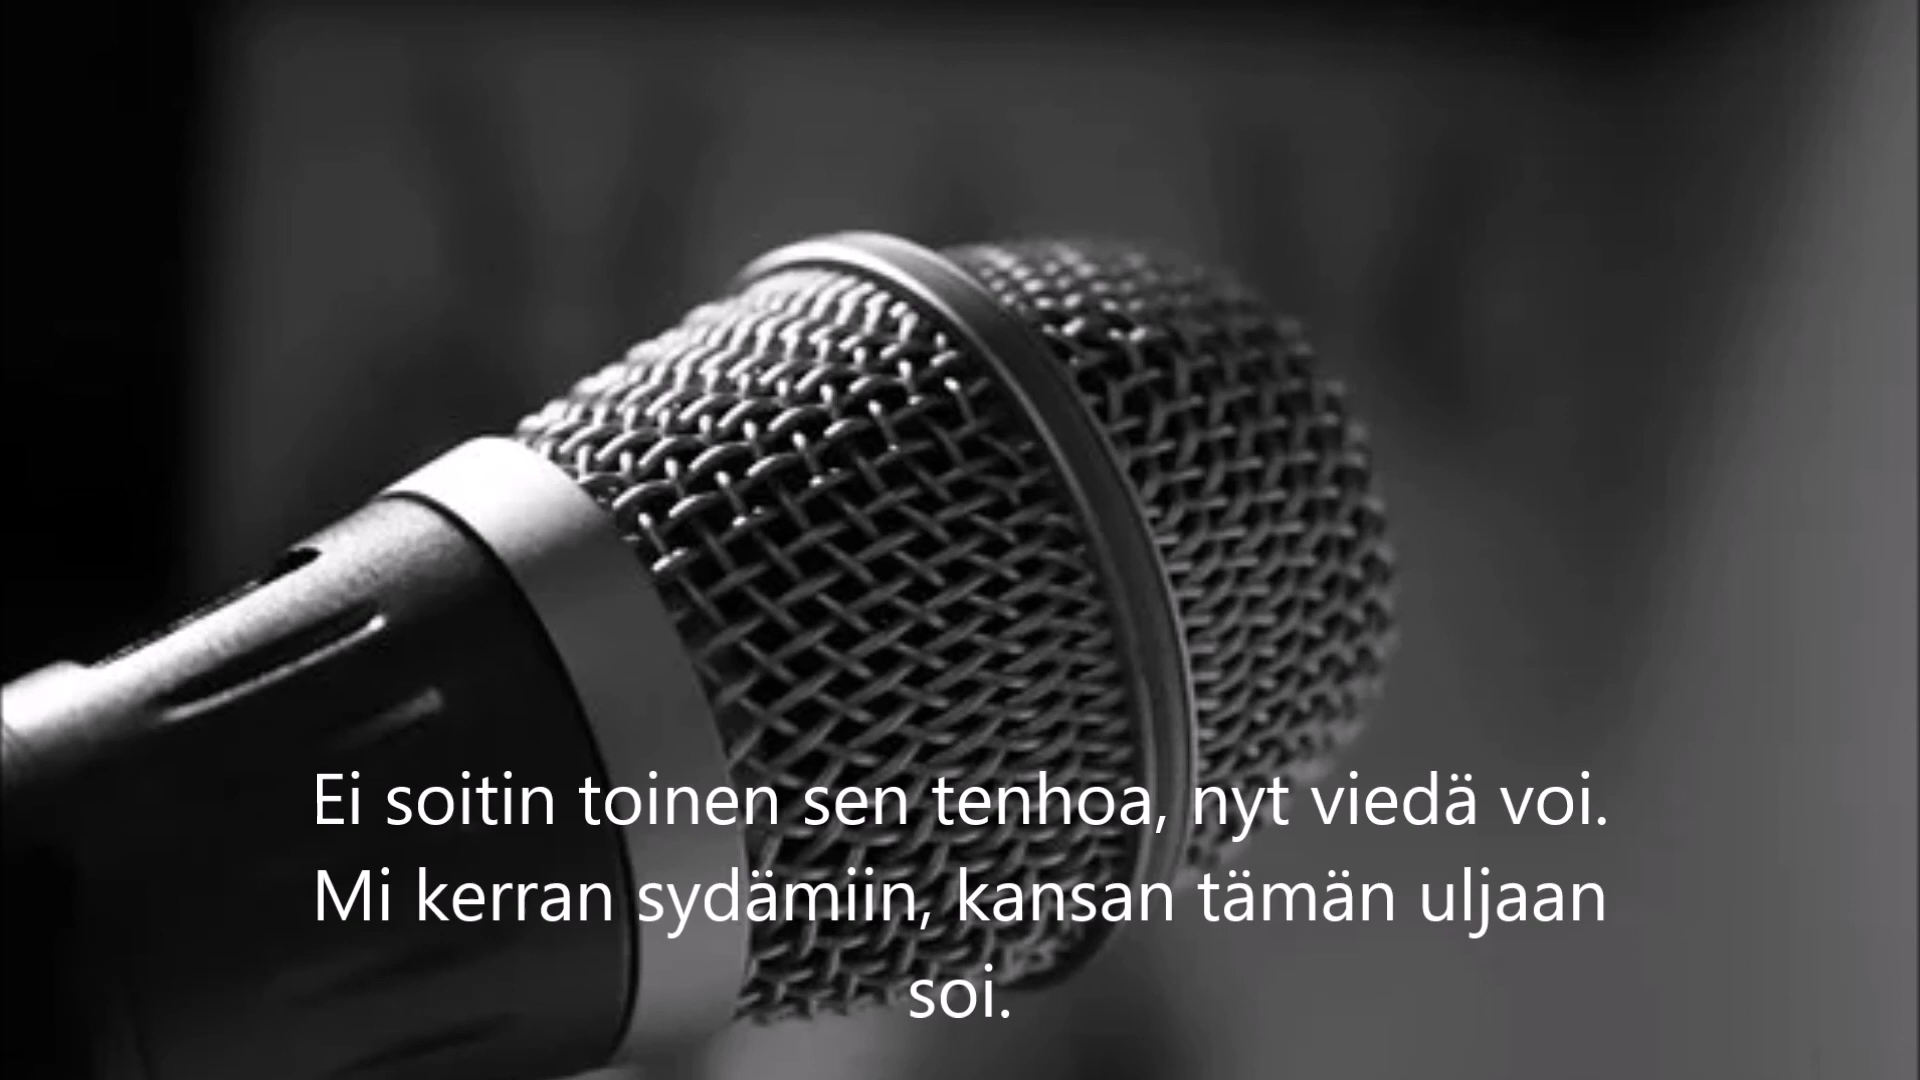 Ei soitin toinen sen tenhoa, nyt viedä voi.
Mi kerran sydämiin, kansan tämän uljaan
soi.